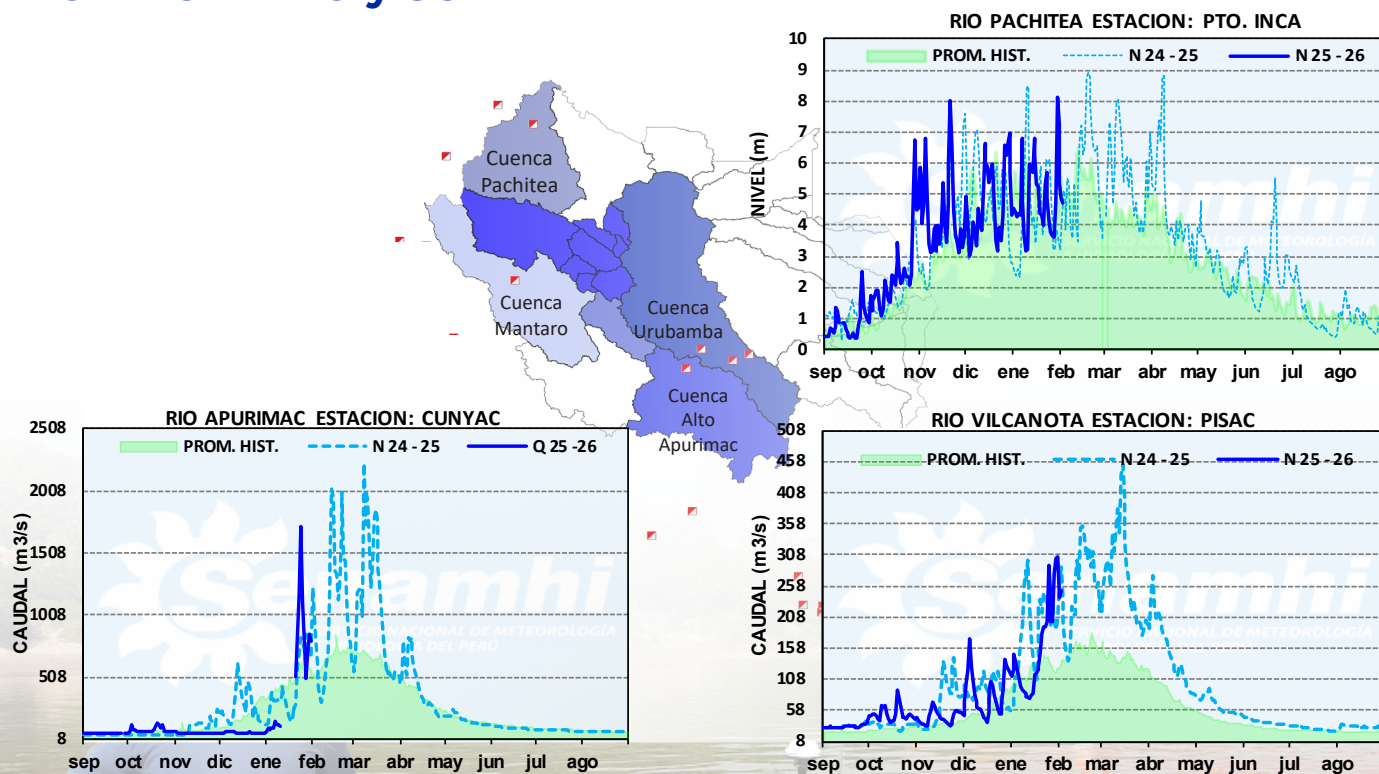 RIO PACHITEA ESTACION: PTO. INCA
PROM. HIST.
N 24 - 25
N 25 - 26
NIVEL (m)
10
9
8
7
6
5
4
3
2
1
0
sep oct nov dic ene feb mar abr may jun jul ago
Cuenca
Pachitea
Cuenca
Mantaro
Cuenca
Urubamba
Cuenca
Alto
Apurimac
RIO APURIMAC ESTACION: CUNYAC
PROM. HIST.
N 24 - 25
Q 25 -26
CAUDAL (m3/s)
2508
2008
1508
1008
508
8
sep oct nov dic ene feb mar abr may jun jul ago
Senamhi
RIO VILCANOTA ESTACION: PISAC
PROM. HIST.
N 24 - 25
N 25 - 26
CAUDAL (m3/s)
508
458
408
358
308
258
208
158
108
58
8
sep oct nov dic ene feb mar abr may jun jul ago